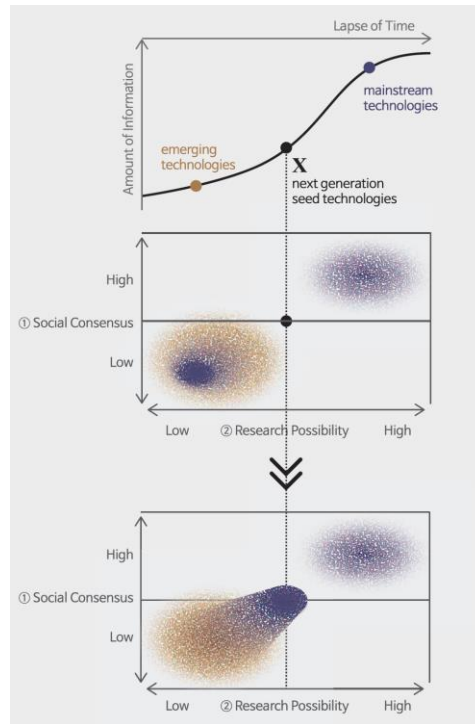 Lapse of Time
Amount of Information
mainstream
technologies
emerging
technologies
X
next generation
seed technologies
High
① Social Consensus
Low
Low ② Research Possibility High
High
① Social Consensus
Low
Low ② Research Possibility High